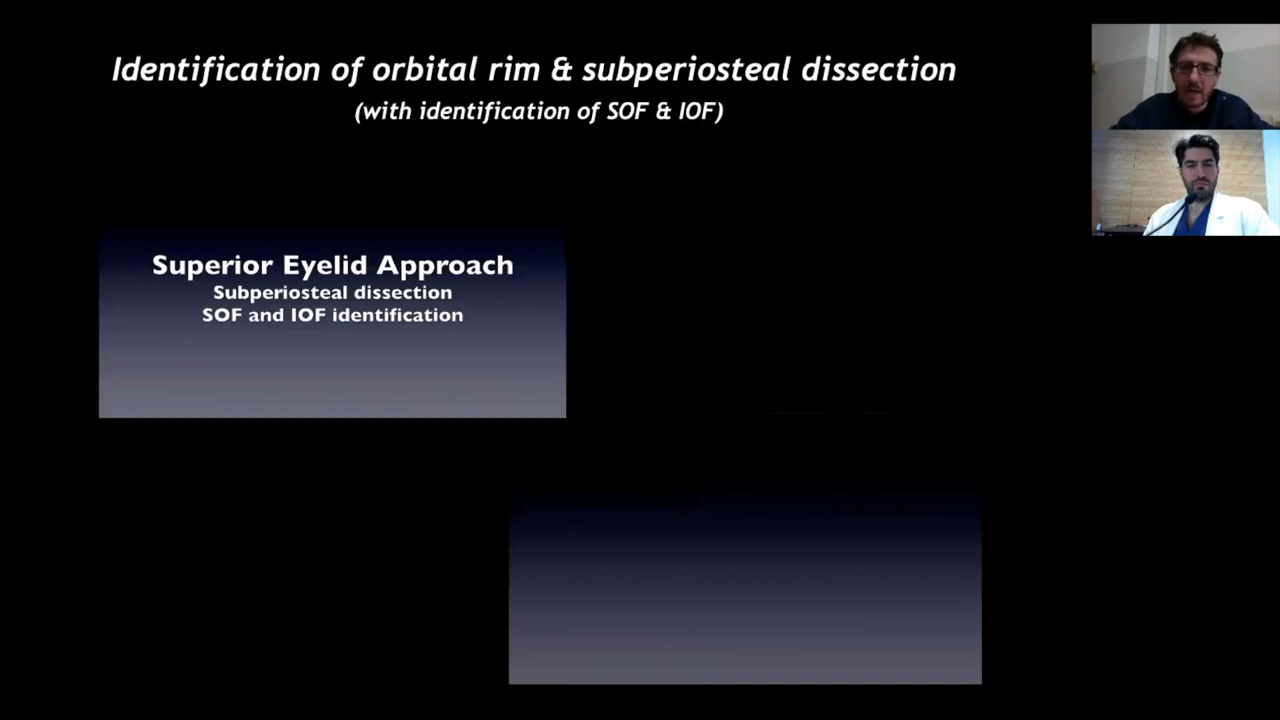 Identification of orbital rim & subperiosteal dissection
(with identification of SOF & IOF)
Superior Eyelid Approach
Subperiosteal dissection
SOF and IOF identification